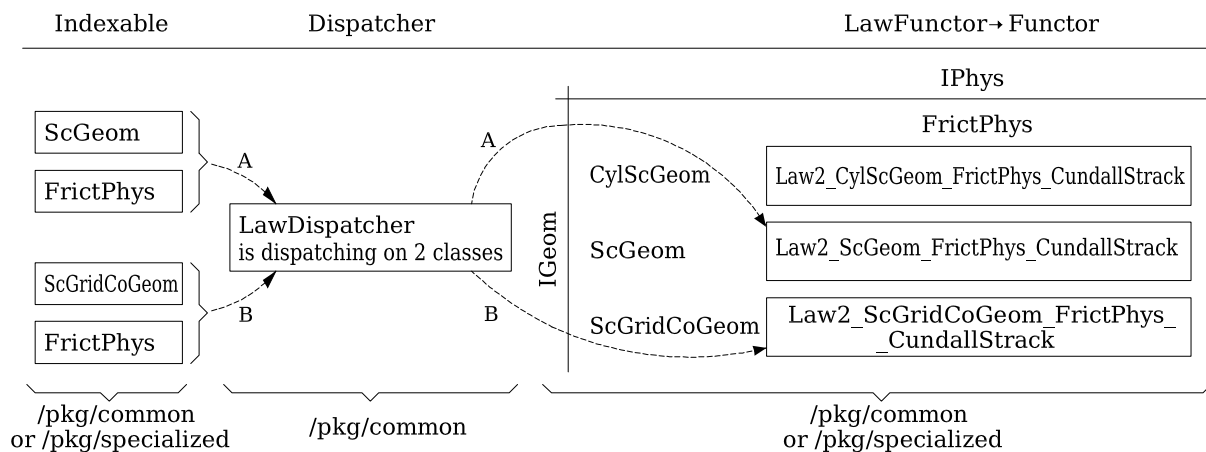 Indexable
Dispatcher
LawFunctor→Functor
IPhys
FrictPhys
ScGeom
FrictPhys
A
ScGridCoGeom
FrictPhys
B
LawDispatcher
is dispatching on 2 classes
A
B
IGeom
CylScGeom
Law2_CylScGeom_FrictPhys_CundallStrack
ScGeom
Law2_ScGeom_FrictPhys_CundallStrack
ScGridCoGeom
Law2_ScGridCoGeom_FrictPhys_
_CundallStrack
/pkg/common
or /pkg/specialized
/pkg/common
/pkg/common
or /pkg/specialized